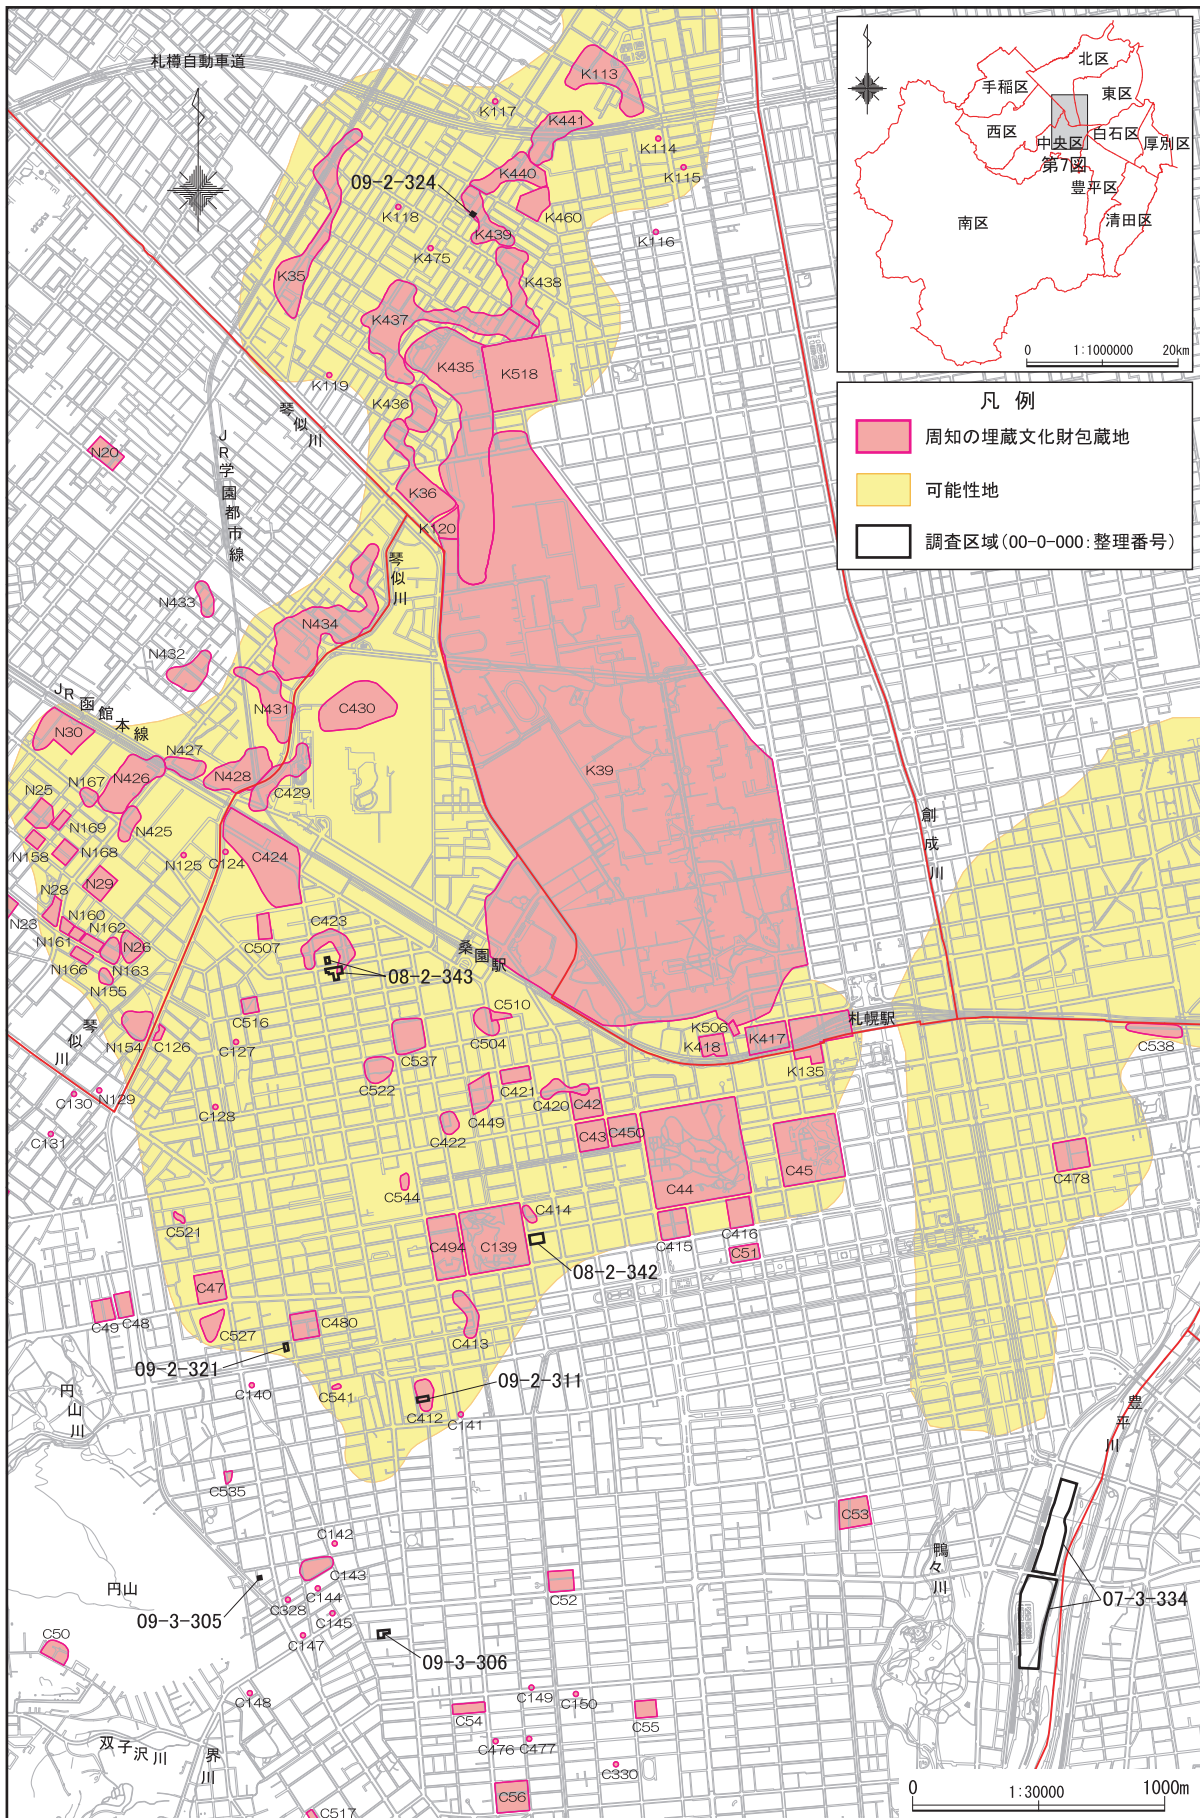 札樽自動車道
K113
K117
K441
K114
K115
K440
09-2-324
K118
K460
K439
K116
K475
K438
K35
K437
K435
K518
K119
K436
琴似川
JR学園都市線
N20
K36
K120
琴似川
N433
N434
N432
JR函館本線
N431
C430
N30
N427
N428
N426
N167
C429
K39
N25
N169
N425
N158
N168
N125
C124
C424
創成川
N29
N28
N23
N160
N162
N161
N26
N166
N163
N155
C507
C423
桑園駅
08-2-343
C516
C510
C504
K506
K418
K417
札幌駅
K135
C538
琴似川
N154
C126
C127
C537
C522
C421
C420
C42
C130
N129
C128
C449
C422
C43
C450
C131
C44
C45
C478
C544
C521
C414
C494
C139
C415
C416
C51
08-2-342
C47
C49
C48
C527
C480
C413
09-2-321
円山川
C140
C541
09-2-311
C412
C141
豊平川
C535
C53
鴨々川
C142
C143
円山
C144
C328
C52
09-3-305
C145
C147
07-3-334
C50
09-3-306
C148
C149
C150
C54
C55
双子沢川
界川
C476
C477
C330
C56
C517
0
1:30000
1000m
北区
手稲区
東区
西区
中央区
白石区
厚別区
第7図
豊平区
清田区
南区
0
1:1000000
20km
凡 例
周知の埋蔵文化財包蔵地
可能性地
調査区域(00-0-000:整理番号)